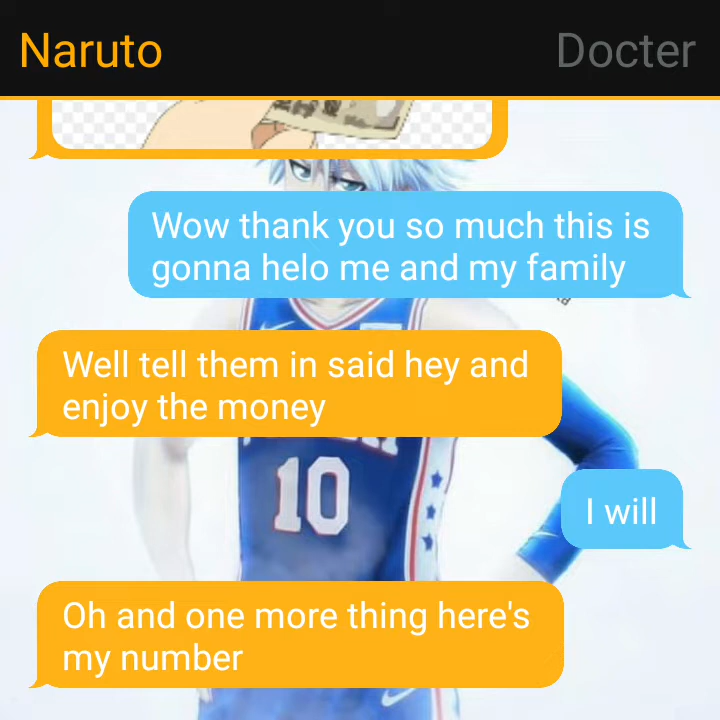 Naruto
Docter
Wow thank you so much this is
gonna helo me and my family
Well tell them in said hey and
enjoy the money
10
I will
Oh and one more thing here's
my number